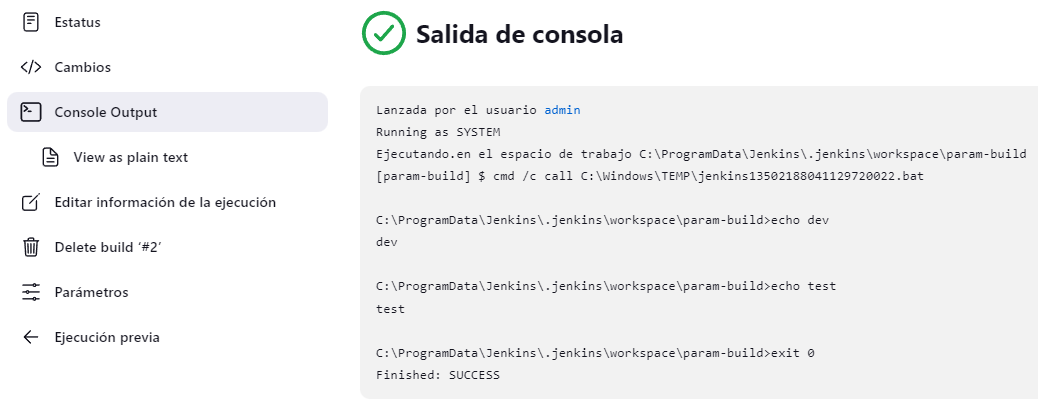 Estatus
Cambios
Console Output
View as plain text
Editar información de la ejecución
Delete build ‘#2’
Parámetros
Ejecución previa
Salida de consola
Lanzada por el usuario admin
Running as SYSTEM
Ejecutando.en el espacio de trabajo C:\ProgramData\Jenkins\.jenkins\workspace\param-build
[param-build] $ cmd /c call C:\Windows\TEMP\jenkins13502188041129720022.bat
C:\ProgramData\Jenkins\.jenkins\workspace\param-build>echo dev
dev
C:\ProgramData\Jenkins\.jenkins\workspace\param-build>echo test
test
C:\ProgramData\Jenkins\.jenkins\workspace\param-build>exit 0
Finished: SUCCESS